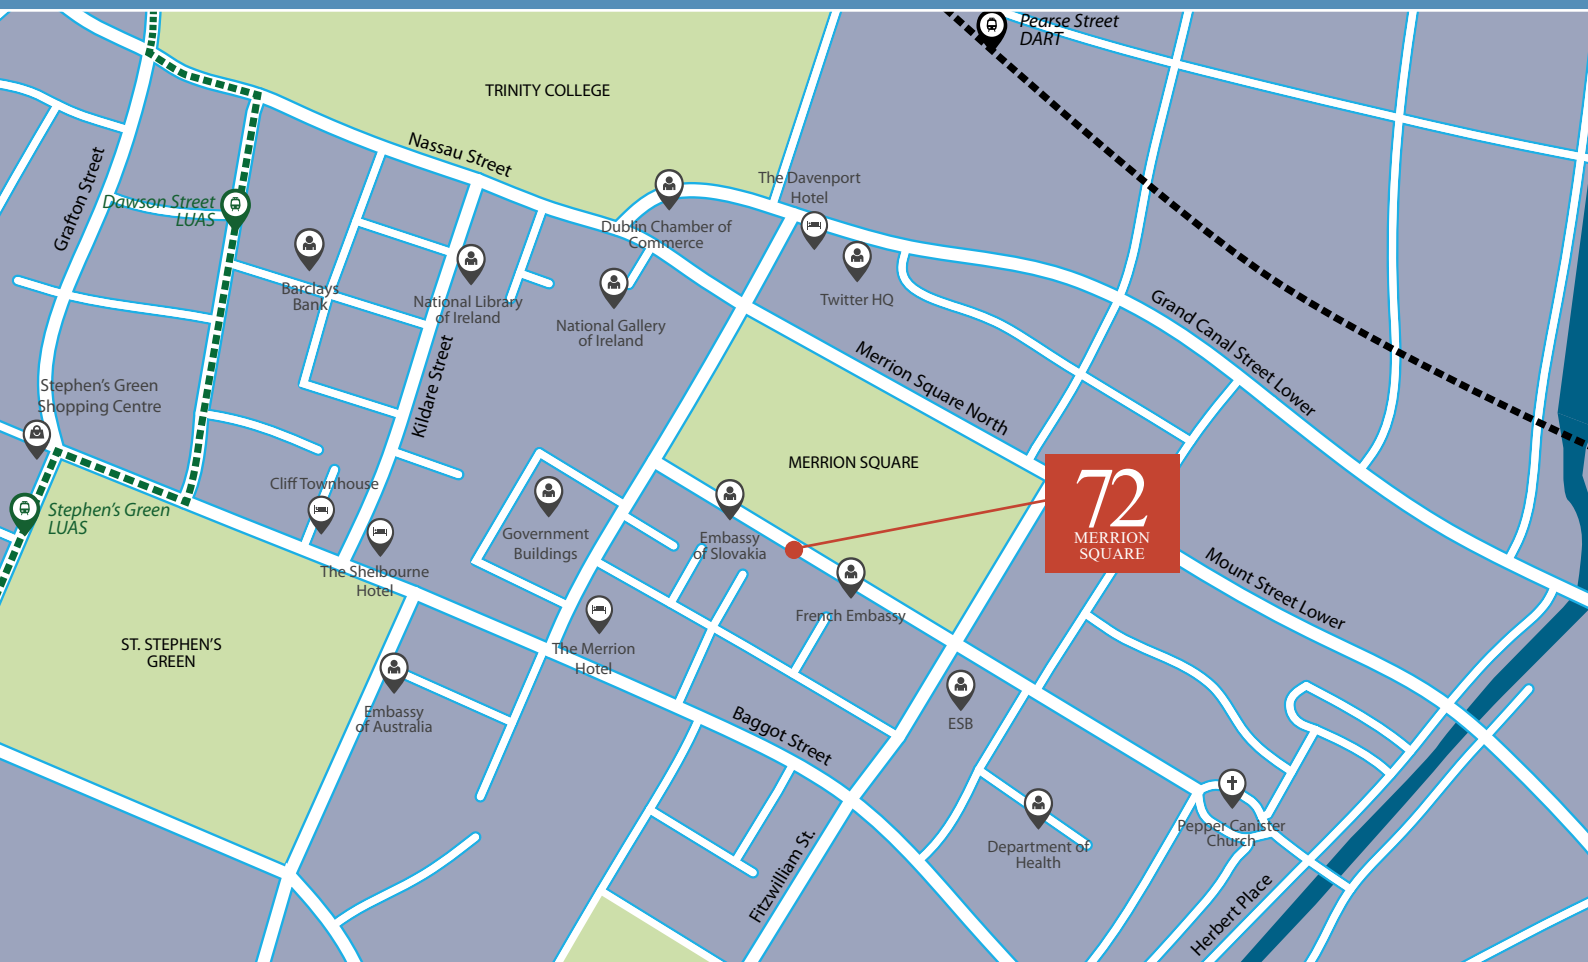 Pearse Street
DART
TRINITY COLLEGE
Nassau Street
Grafton Street
Dawson Street
LUAS
The Davenport
Hotel
Dublin Chamber of
Commerce
Twitter HQ
Barclays
Bank
National Library
of Ireland
National Gallery
of Ireland
Grand Canal Street Lower
Merrion Square North
Kildare Street
Stephen's Green
Shopping Centre
MERRION SQUARE
72
MERRION
SQUARE
Cliff Townhouse
Stephen's Green
LUAS
Government
Buildings
Embassy
of Slovakia
The Shelbourne
Hotel
French Embassy
Mount Street Lower
ST. STEPHEN'S
GREEN
The Merrion
Hotel
Embassy
of Australia
ESB
Baggot Street
Pepper Canister
Church
Department of
Health
Fitzwilliam St.
Herbert Place